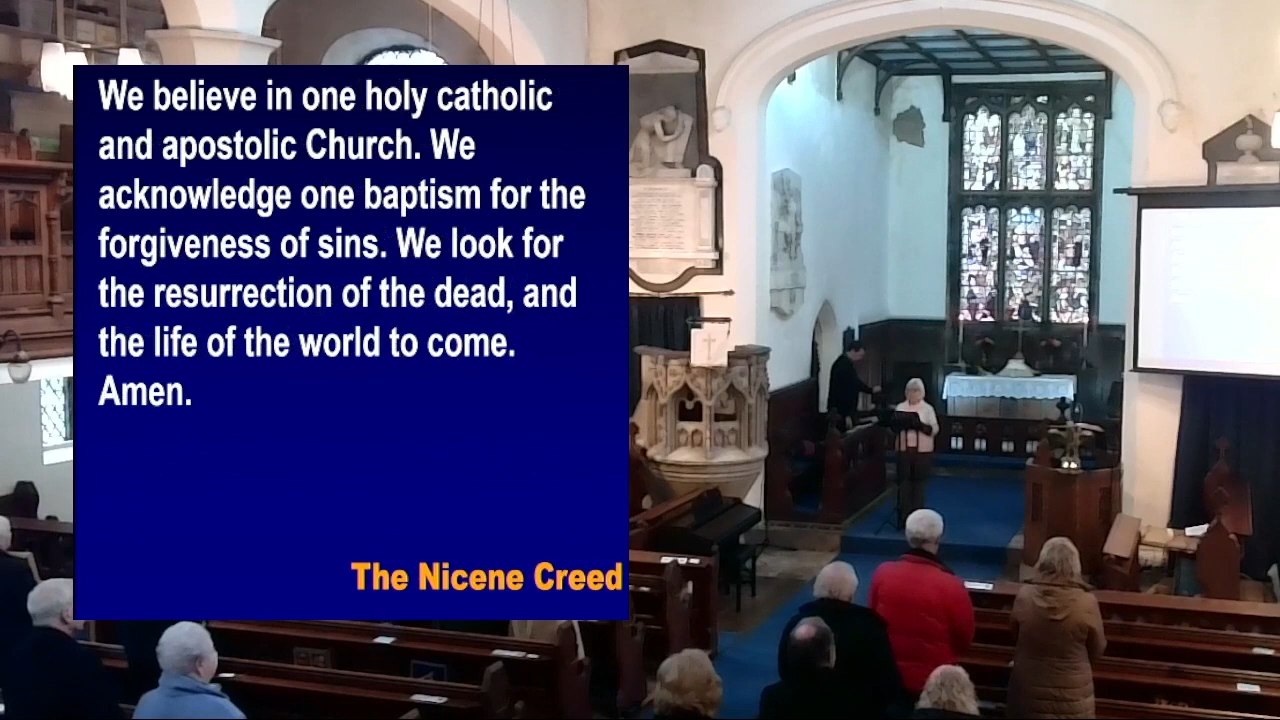 We believe in one holy catholic
and apostolic Church. We
acknowledge one baptism for the
forgiveness of sins. We look for
the resurrection of the dead, and
the life of the world to come.
Amen.
The Nicene Creed